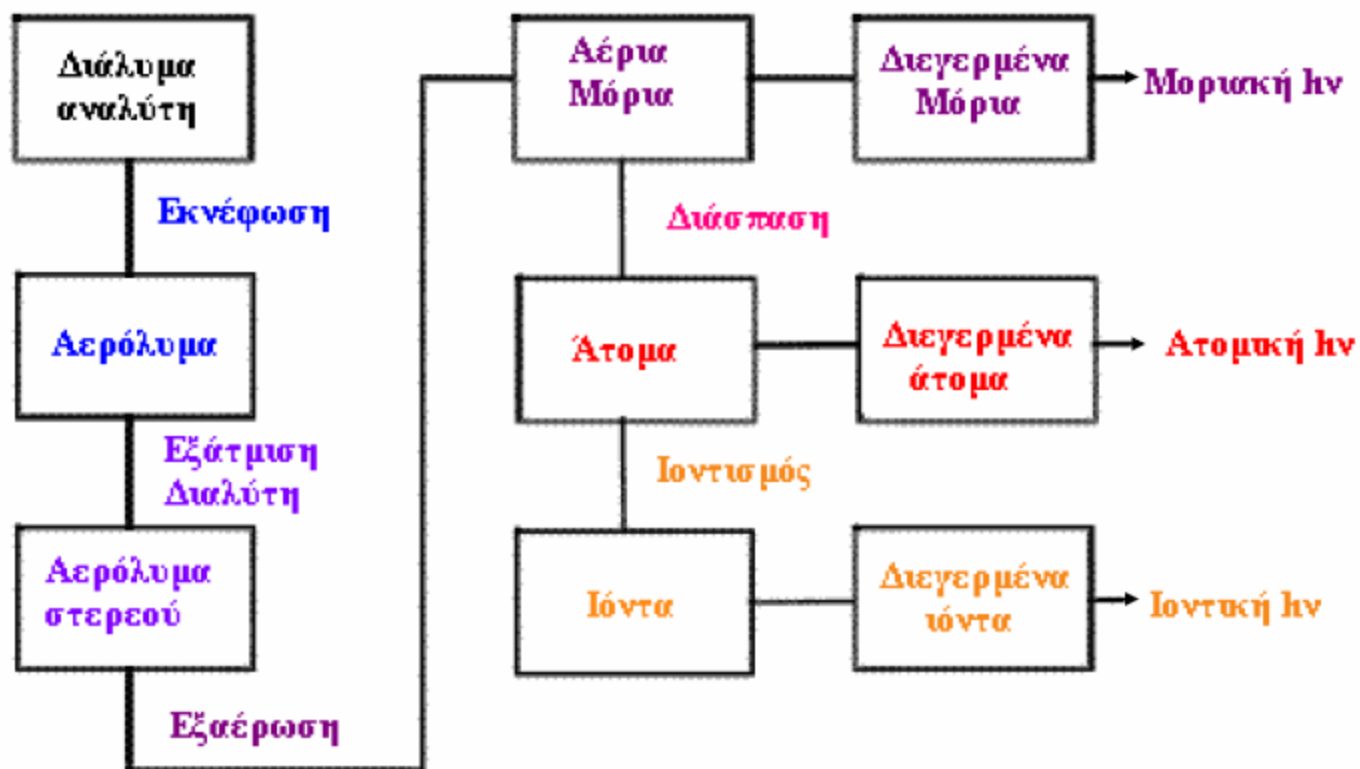 Διάλυμα
αναλύτη
Εκνέφωση
Αερόλυμα
Εξάτμιση
Διαλύτη
Αερόλυμα
στερεού
Εξαέρωση
Αέρια
Μόρια
Διεγερμένα
Μόρια
Μοριακή hν
Διάσπαση
Άτομα
Διεγερμένα
άτομα
Ατομική hν
Ιοντισμός
Ιόντα
Διεγερμένα
ιόντα
Ιοντική hν